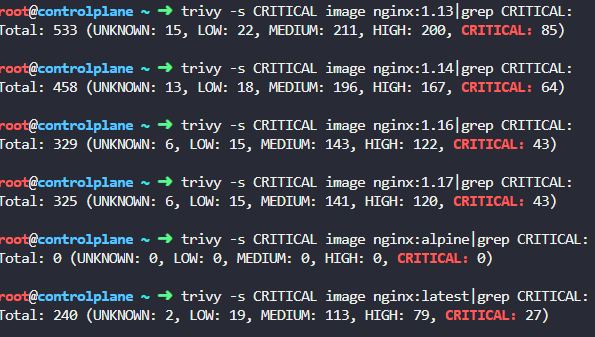 root@controlplane ~ ➜ trivy -s CRITICAL image nginx:1.13|grep CRITICAL:
Total: 533 (UNKNOWN: 15, LOW: 22, MEDIUM: 211, HIGH: 200, CRITICAL: 85)
root@controlplane ~ ➜ trivy -s CRITICAL image nginx:1.14|grep CRITICAL:
Total: 458 (UNKNOWN: 13, LOW: 18, MEDIUM: 196, HIGH: 167, CRITICAL: 64)
root@controlplane ~ ➜ trivy -s CRITICAL image nginx:1.16|grep CRITICAL:
Total: 329 (UNKNOWN: 6, LOW: 15, MEDIUM: 143, HIGH: 122, CRITICAL: 43)
root@controlplane ~ ➜ trivy -s CRITICAL image nginx:1.17|grep CRITICAL:
Total: 325 (UNKNOWN: 6, LOW: 15, MEDIUM: 141, HIGH: 120, CRITICAL: 43)
root@controlplane ~ ➜ trivy -s CRITICAL image nginx:alpine|grep CRITICAL:
Total: 0 (UNKNOWN: 0, LOW: 0, MEDIUM: 0, HIGH: 0, CRITICAL: 0)
root@controlplane ~ ➜ trivy -s CRITICAL image nginx:latest|grep CRITICAL:
Total: 240 (UNKNOWN: 2, LOW: 19, MEDIUM: 113, HIGH: 79, CRITICAL: 27)